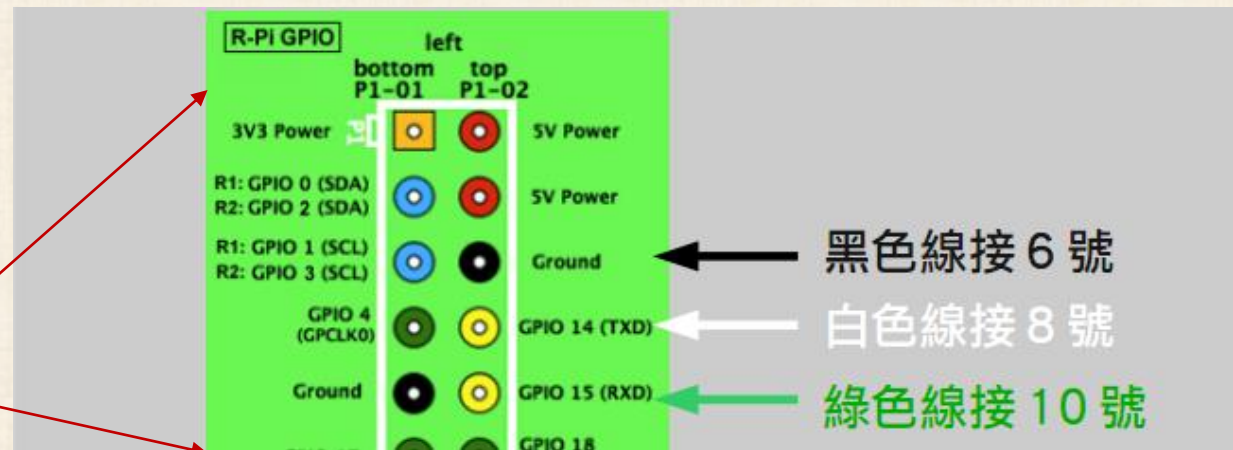 R-Pi GPIO
left
bottom top
P1-01 P1-02
3V3 Power P1 5V Power
R1: GPIO 0 (SDA)
R2: GPIO 2 (SDA)
5V Power
R1: GPIO 1 (SCL)
R2: GPIO 3 (SCL)
Ground
黑色線接 6 號
GPIO 4
(GPCLK0)
GPIO 14 (TXD)
白色線接 8 號
Ground
GPIO 15 (RXD)
綠色線接 10 號
GPIO 18